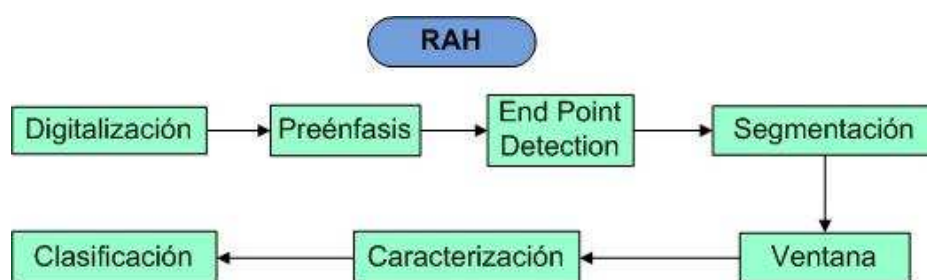 RAH
Digitalización
Preénfasis
End Point
Detection
Segmentación
Clasificación
Caracterización
Ventana